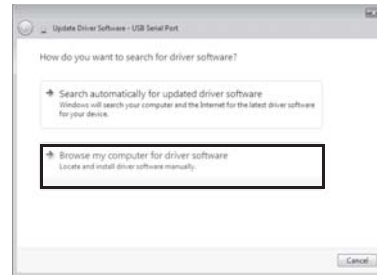 Update Driver Software - USB Serial Port
How do you want to search for driver software?
Search automatically for updated driver software
Windows will search your computer and the Internet for the latest driver software
for your device.
Browse my computer for driver software
Locate and install driver software manually.
Cancel